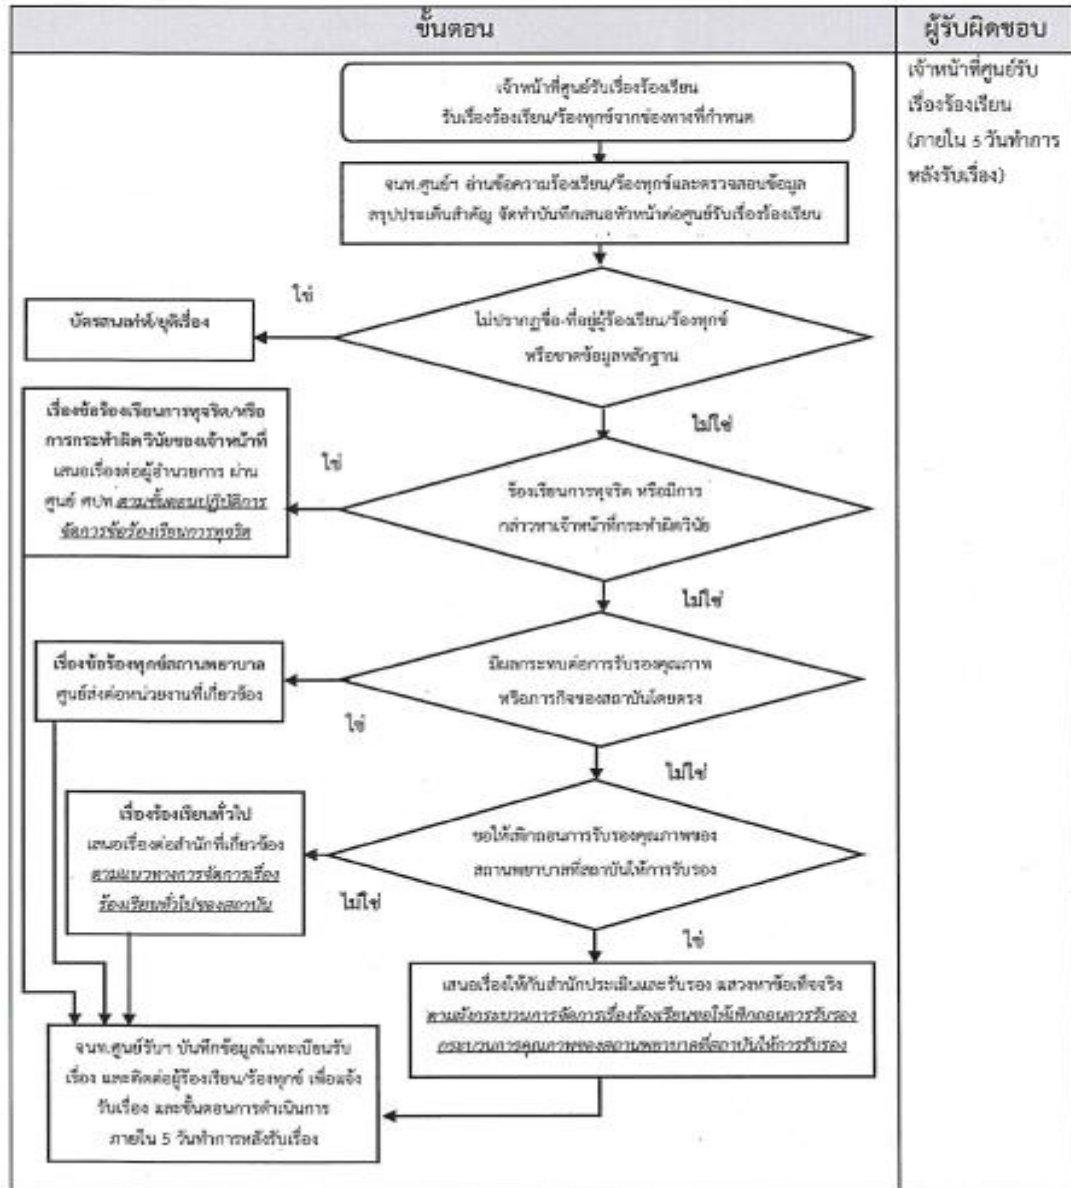 ขั้นตอน
ผู้รับผิดชอบ
เจ้าหน้าที่ศูนย์รับเรื่องร้องเรียน
รับเรื่องร้องเรียน/ร้องทุกข์จากช่องทางที่กำหนด
เจ้าหน้าที่ศูนย์รับ
เรื่องร้องเรียน
(ภายใน 5 วันทำการ
หลังรับเรื่อง)
จนท.ศูนย์ฯ อ่านข้อความร้องเรียน/ร้องทุกข์และตรวจสอบข้อมูล
สรุปประเด็นสำคัญ จัดทำบันทึกเสนอหัวหน้าต่อศูนย์รับเรื่องร้องเรียน
ไม่ปรากฏชื่อ-ที่อยู่ผู้ร้องเรียน/ร้องทุกข์
หรือขาดข้อมูลหลักฐาน
ใช่
บัตรสนเท่ห์/ยุติเรื่อง
ไม่ใช่
ร้องเรียนการทุจริต หรือมีการ
กล่าวหาเจ้าหน้าที่กระทำผิดวินัย
ใช่
เรื่องข้อร้องเรียนการทุจริต/หรือ
การกระทำผิดวินัยของเจ้าหน้าที่
เสนอเรื่องต่อผู้อำนวยการ ผ่าน
ศูนย์ ศปท.ตามขั้นตอนปฏิบัติการ
จัดการข้อร้องเรียนการทุจริต
ไม่ใช่
มีผลกระทบต่อการรับรองคุณภาพ
หรือภารกิจของสถาบันโดยตรง
ใช่
เรื่องข้อร้องทุกข์สถานพยาบาล
ศูนย์ส่งต่อหน่วยงานที่เกี่ยวข้อง
ไม่ใช่
ขอให้เพิกถอนการรับรองคุณภาพของ
สถานพยาบาลที่สถาบันให้การรับรอง
ไม่ใช่
เรื่องร้องเรียนทั่วไป
เสนอเรื่องต่อสำนักที่เกี่ยวข้อง
ตามแนวทางการจัดการเรื่อง
ร้องเรียนทั่วไปของสถาบัน
ใช่
เสนอเรื่องให้กับสำนักประเมินและรับรอง แสวงหาข้อเท็จจริง
ตามผังกระบวนการจัดการเรื่องร้องเรียนขอให้เพิกถอนการรับรอง
กระบวนการคุณภาพของสถานพยาบาลที่สถาบันให้การรับรอง
จนท.ศูนย์รับฯ บันทึกข้อมูลในทะเบียนรับ
เรื่อง และติดต่อผู้ร้องเรียน/ร้องทุกข์ เพื่อแจ้ง
รับเรื่อง และขั้นตอนการดำเนินการ
ภายใน 5 วันทำการหลังรับเรื่อง